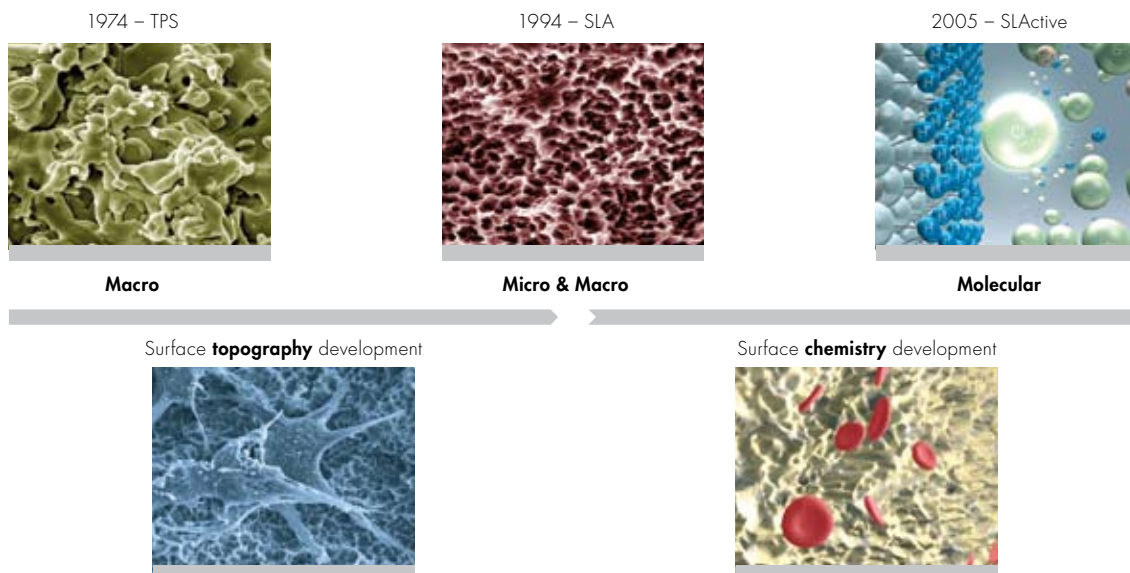 1974 – TPS
1994 – SLA
2005 – SLActive
Macro
Micro & Macro
Molecular
Surface topography development
Surface chemistry development